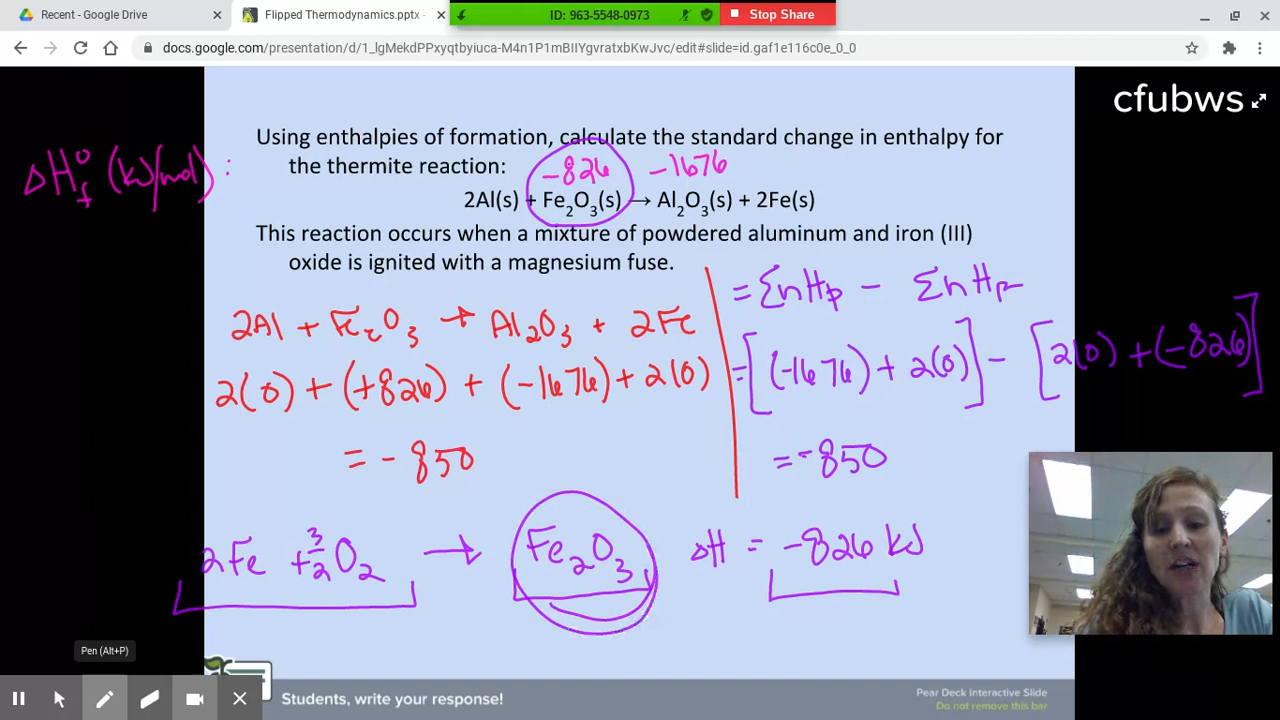 Recent - Google Drive
Flipped Thermodynamics.pptx -
ID: 963-5548-0973
Stop Share
docs.google.com/presentation/d/1_lgMekdPPxyqtbyiuca-M4n1P1mBIIYgvratxbKwJvc/edit#slide=id.gaf1e116c0e_0_0
cfubws
Using enthalpies of formation, calculate the standard change in enthalpy for
the thermite reaction:
ΔH°f (kJ/mol) :
-826 -1676
2Al(s) + Fe2O3(s) → Al2O3(s) + 2Fe(s)
This reaction occurs when a mixture of powdered aluminum and iron (III)
oxide is ignited with a magnesium fuse.
= ΣnHp - ΣnHr
2Al + Fe2O3 → Al2O3 + 2Fe
2(0) + (+826) + (-1676) + 2(0)
= [(-1676) + 2(0)] - [2(0) + (-826)]
= -850
= -850
2Fe + 3/2 O2 → Fe2O3 ΔH = -826 kJ
Pen (Alt+P)
Students, write your response!
Pear Deck Interactive Slide
Do not remove this bar